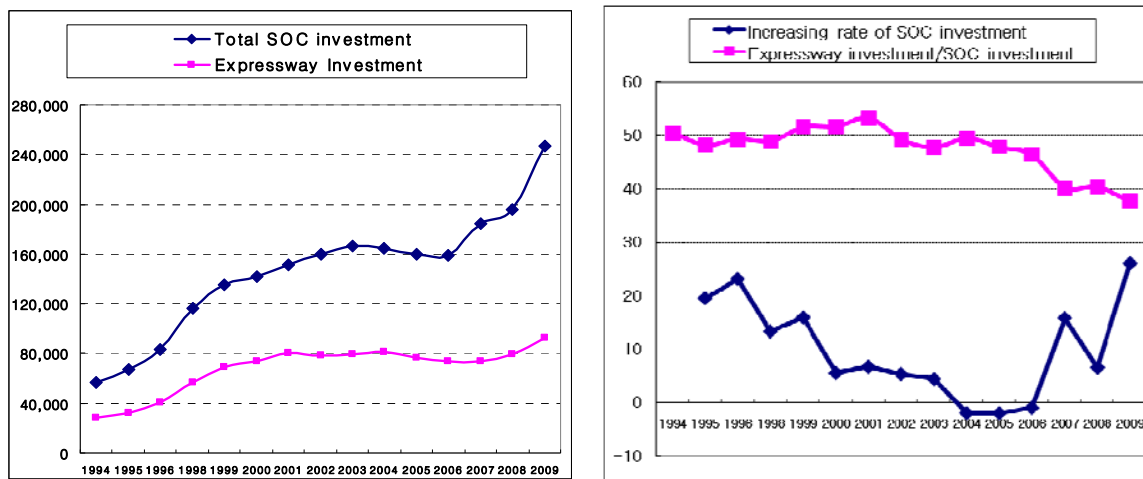 Total SOC investment
Expressway Investment
280,000
240,000
200,000
160,000
120,000
80,000
40,000
0
1994 1995 1996 1998 1999 2000 2001 2002 2003 2004 2005 2006 2007 2008 2009
Increasing rate of SOC investment
Expressway investment/SOC investment
60
50
40
30
20
10
0
1994 1995 1996 1998 1999 2000 2001 2002 2003 2004 2005 2006 2007 2008 2009
-10